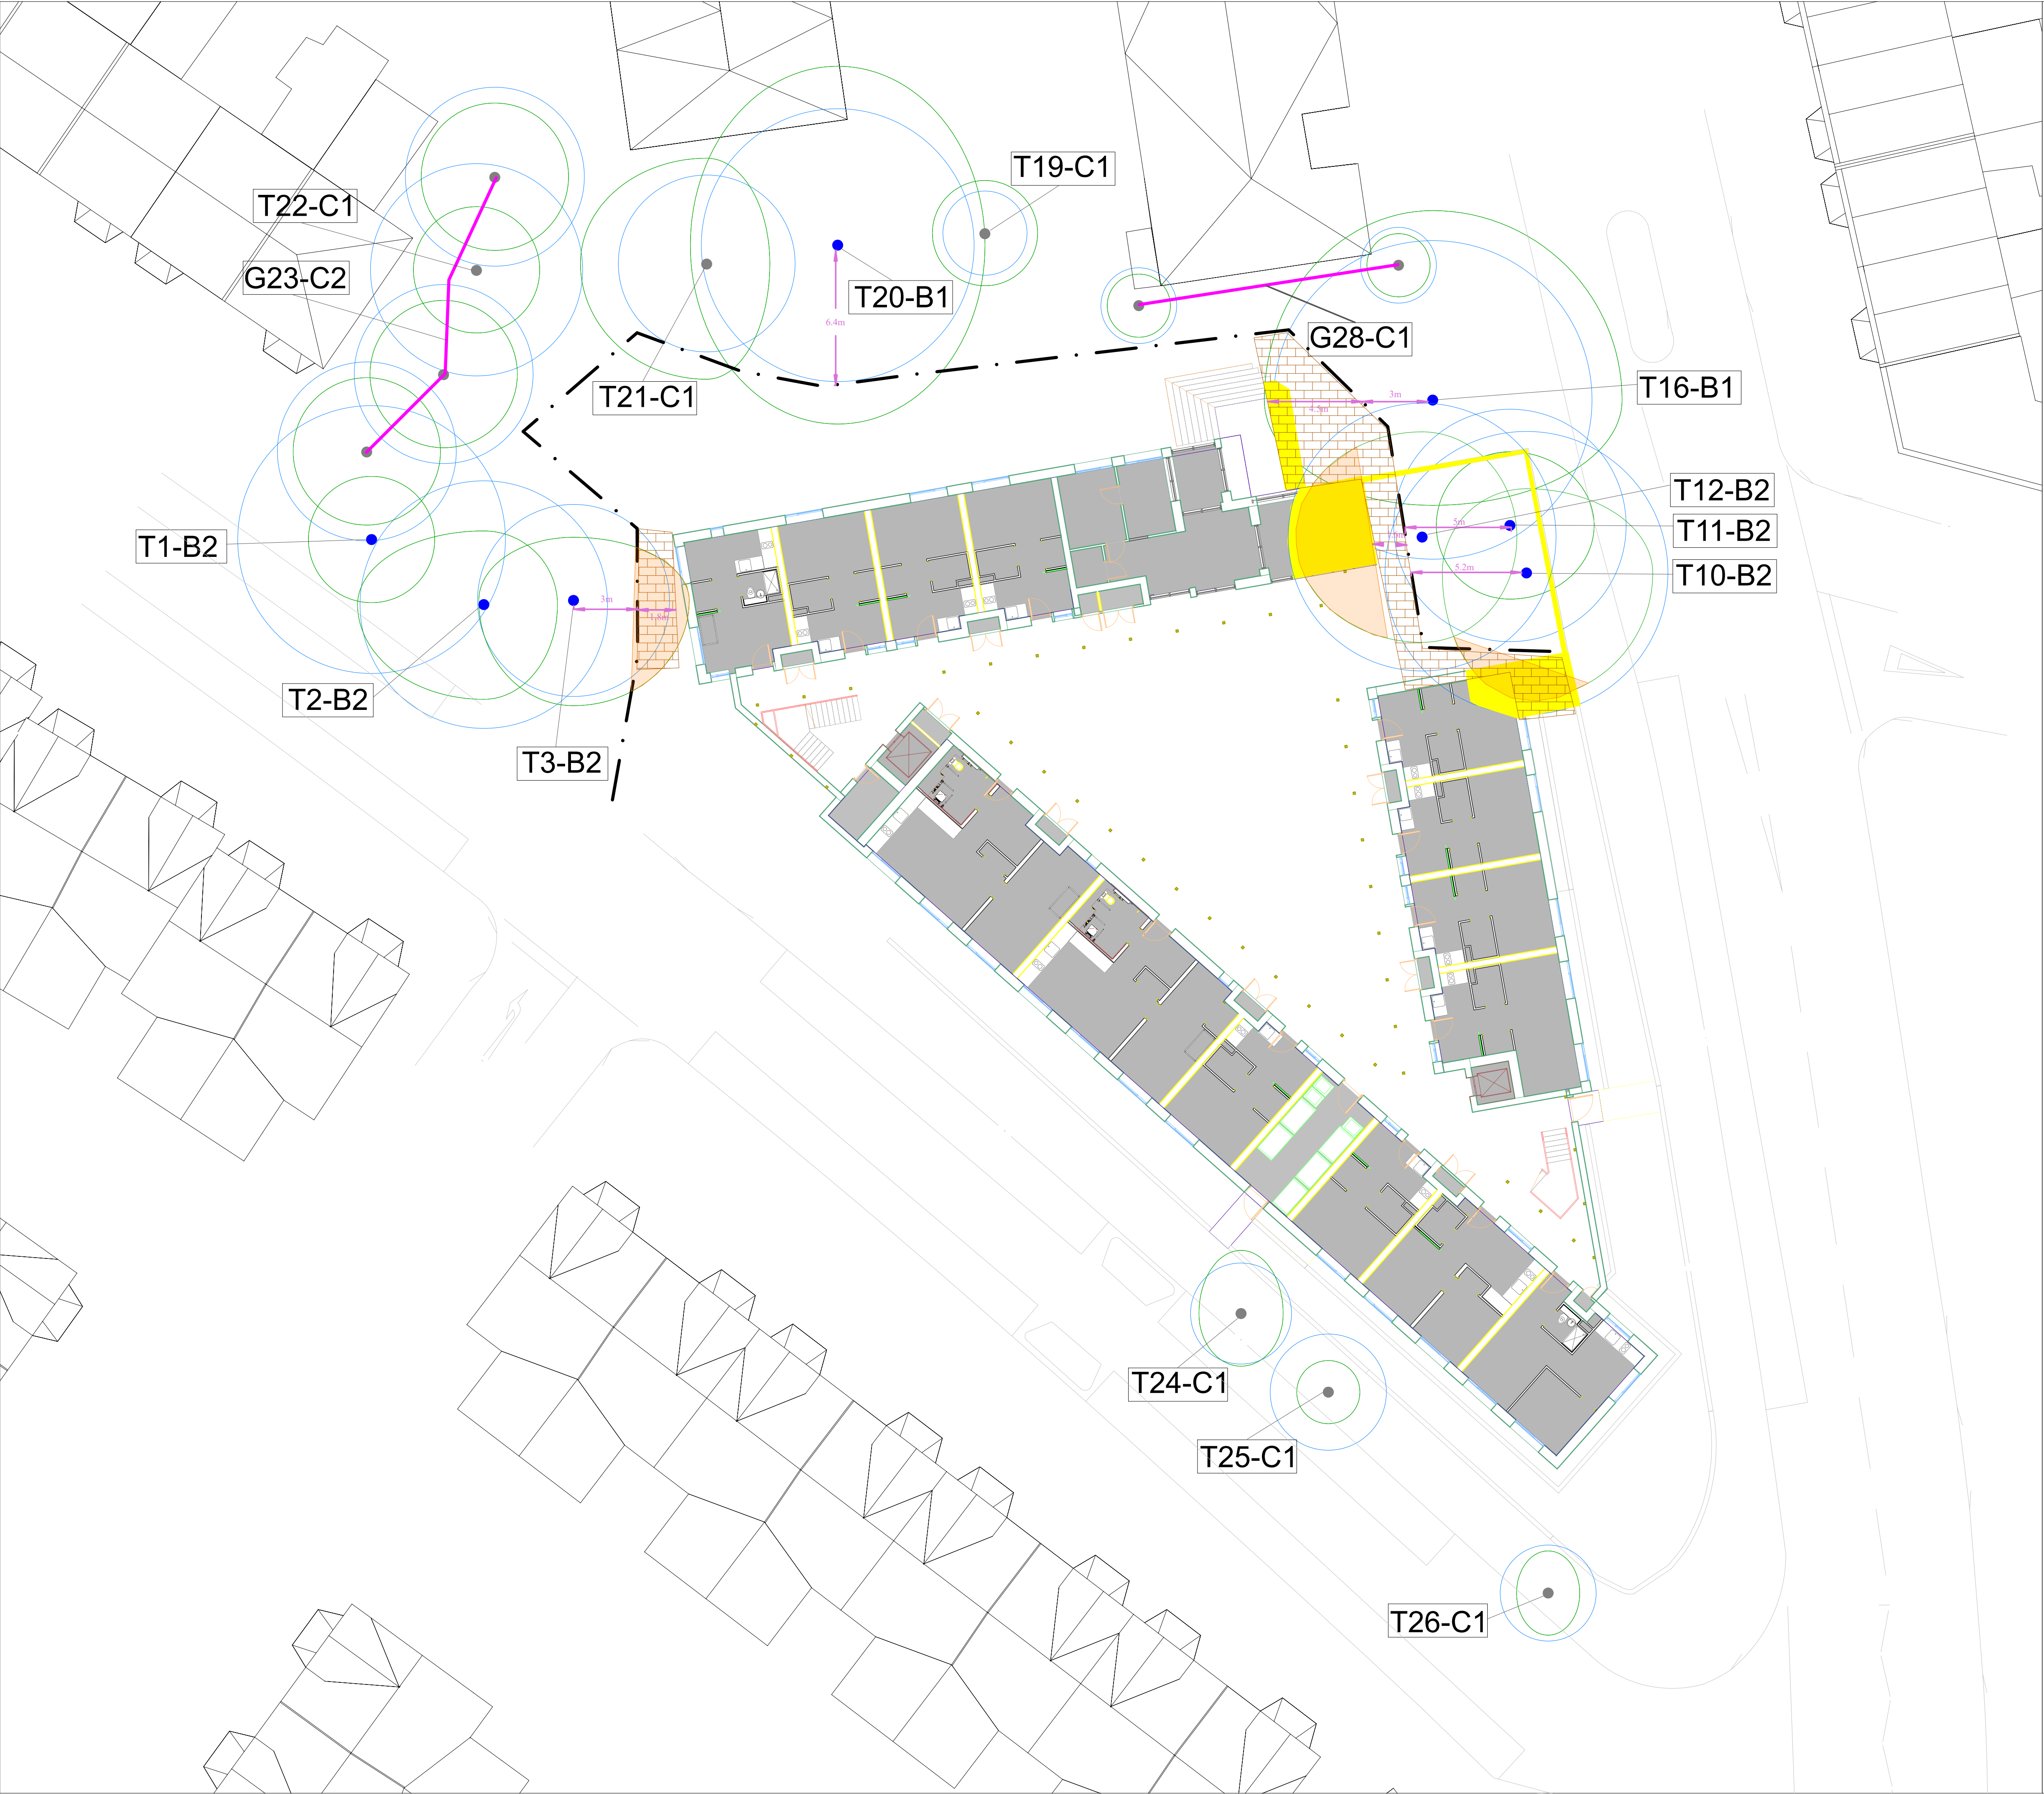 T19-C1
T22-C1
G23-C2
T20-B1
6.4m
G28-C1
T21-C1
T16-B1
3m
4.5m
T12-B2
T11-B2
5m
T1-B2
T10-B2
5.2m
3m
1.8m
T2-B2
T3-B2
T24-C1
T25-C1
T26-C1